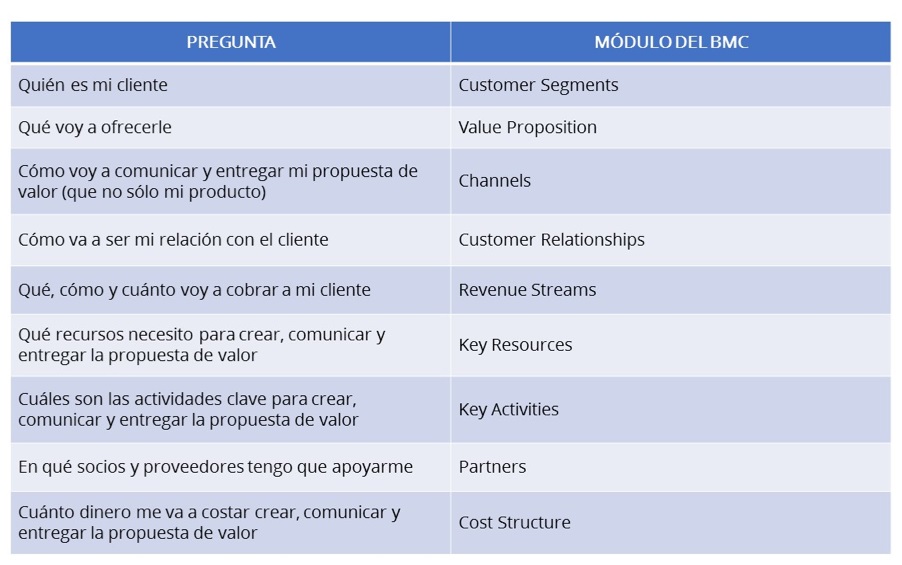 PREGUNTA
MÓDULO DEL BMC
Quién es mi cliente
Customer Segments
Qué voy a ofrecerle
Value Proposition
Cómo voy a comunicar y entregar mi propuesta de
valor (que no sólo mi producto)
Channels
Cómo va a ser mi relación con el cliente
Customer Relationships
Qué, cómo y cuánto voy a cobrar a mi cliente
Revenue Streams
Qué recursos necesito para crear, comunicar y
entregar la propuesta de valor
Key Resources
Cuáles son las actividades clave para crear,
comunicar y entregar la propuesta de valor
Key Activities
En qué socios y proveedores tengo que apoyarme
Partners
Cuánto dinero me va a costar crear, comunicar y
entregar la propuesta de valor
Cost Structure